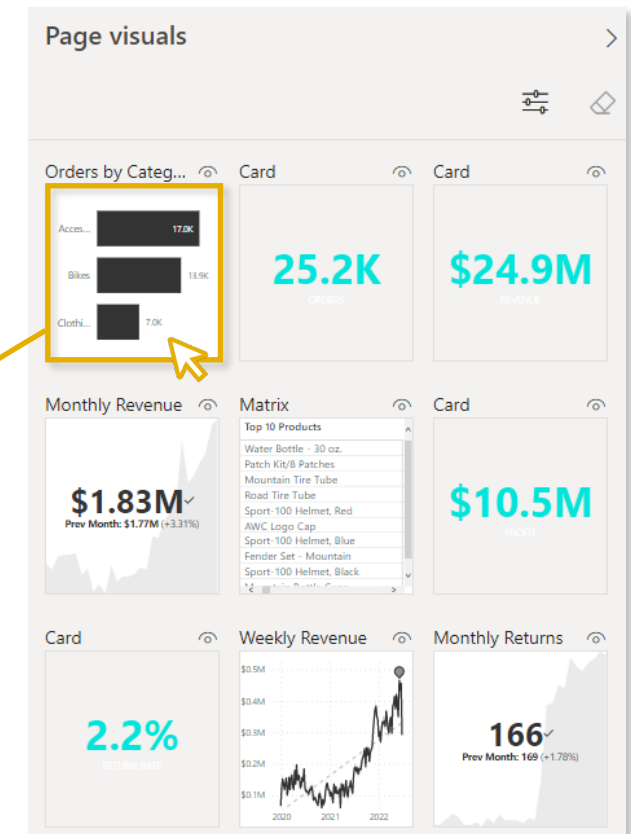 Page visuals
Orders by Categ...
Card
Card
Acces...
17.0K
Bikes
13.9K
Clothi...
7.0K
25.2K
ORDERS
$24.9M
REVENUE
Monthly Revenue
Matrix
Card
$1.83M
Prev Month: $1.77M (+3.31%)
Top 10 Products
Water Bottle - 30 oz.
Patch Kit/8 Patches
Mountain Tire Tube
Road Tire Tube
Sport-100 Helmet, Red
AWC Logo Cap
Sport-100 Helmet, Blue
Fender Set - Mountain
Sport-100 Helmet, Black
$10.5M
PROFIT
Card
Weekly Revenue
Monthly Returns
2.2%
RETURN RATE
$0.5M
$0.4M
$0.3M
$0.2M
$0.1M
2020 2021 2022
166
Prev Month: 169 (+1.78%)